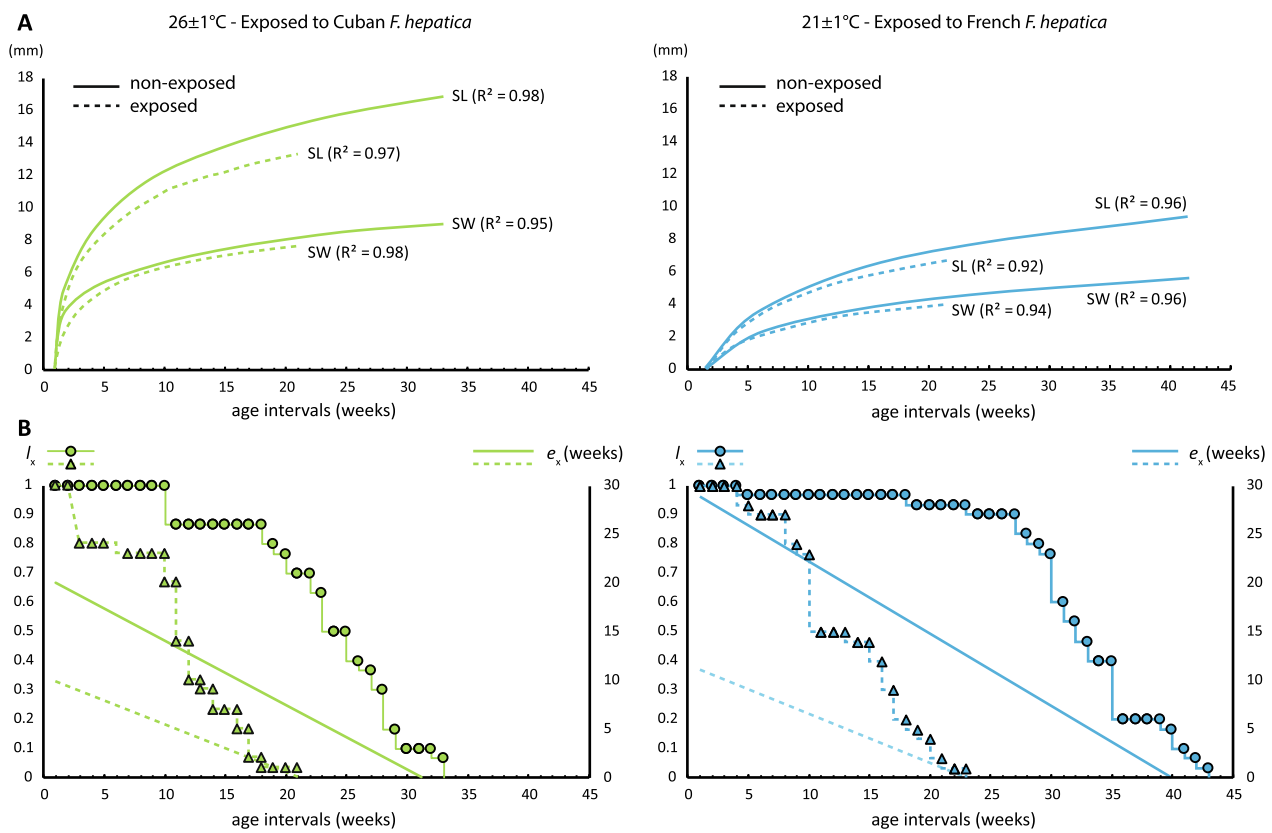 A
26±1°C - Exposed to Cuban F. hepatica
(mm)
18
16
14
12
10
8
6
4
2
0
non-exposed
exposed
SL (R² = 0.98)
SL (R² = 0.97)
SW (R² = 0.95)
SW (R² = 0.98)
0 5 10 15 20 25 30 35 40 45
age intervals (weeks)
21±1°C - Exposed to French F. hepatica
(mm)
18
16
14
12
10
8
6
4
2
0
non-exposed
exposed
SL (R² = 0.96)
SL (R² = 0.92)
SW (R² = 0.96)
SW (R² = 0.94)
0 5 10 15 20 25 30 35 40 45
age intervals (weeks)
B
lx
ex (weeks)
1
0.9
0.8
0.7
0.6
0.5
0.4
0.3
0.2
0.1
0
30
25
20
15
10
5
0
0 5 10 15 20 25 30 35 40 45
age intervals (weeks)
lx
ex (weeks)
1
0.9
0.8
0.7
0.6
0.5
0.4
0.3
0.2
0.1
0
30
25
20
15
10
5
0
0 5 10 15 20 25 30 35 40 45
age intervals (weeks)